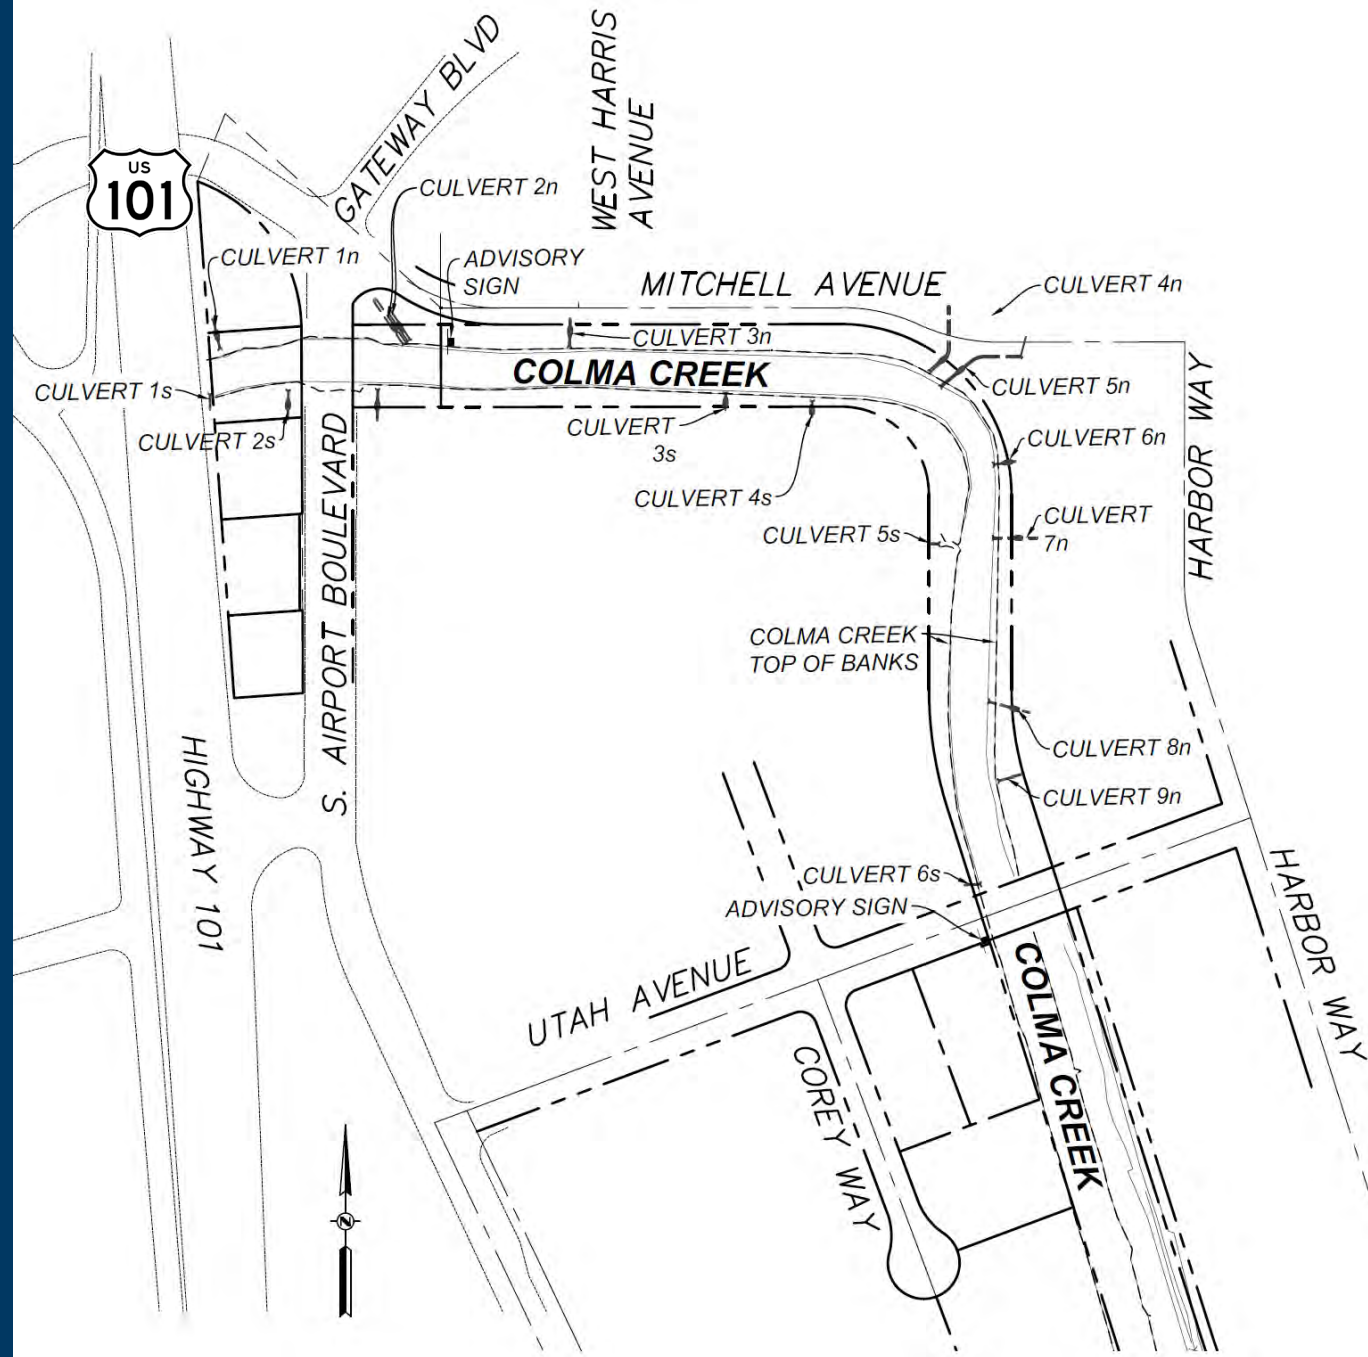 GATEWAY BLVD
WEST HARRIS
AVENUE
US
101
CULVERT 2n
CULVERT 1n
ADVISORY
SIGN
MITCHELL AVENUE
CULVERT 4n
CULVERT 3n
COLMA CREEK
CULVERT 5n
CULVERT 1s
CULVERT 2s
CULVERT
3s
CULVERT 6n
HARBOR WAY
CULVERT 4s
CULVERT 5s
CULVERT
7n
S. AIRPORT BOULEVARD
COLMA CREEK
TOP OF BANKS
HIGHWAY 101
CULVERT 8n
CULVERT 9n
CULVERT 6s
ADVISORY SIGN
HARBOR WAY
UTAH AVENUE
COLMA CREEK
COREY WAY
N